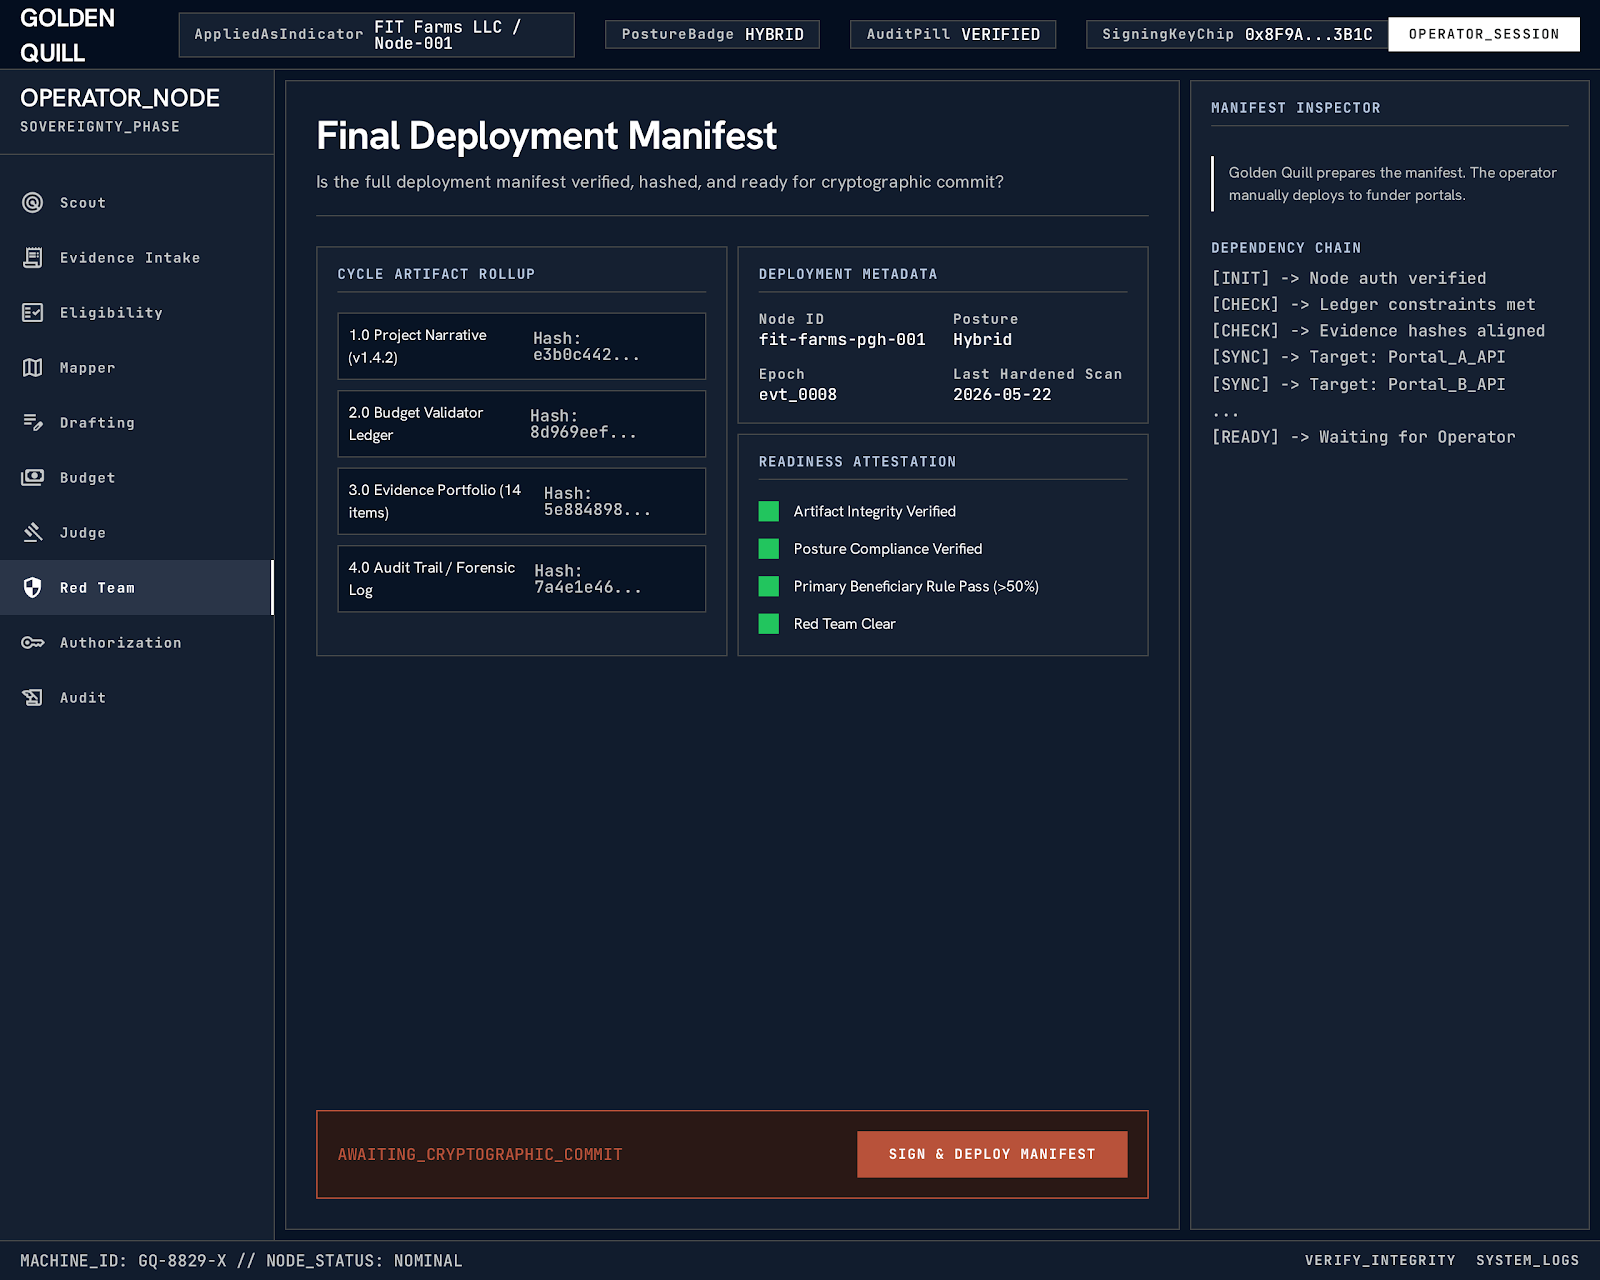 GOLDEN
QUILL
AppliedAsIndicator FIT Farms LLC /
Node-001
PostureBadge HYBRID
AuditPill VERIFIED
SigningKeyChip 0x8F9A...3B1C
OPERATOR_SESSION
OPERATOR_NODE
SOVEREIGNTY_PHASE
Scout
Evidence Intake
Eligibility
Mapper
Drafting
Budget
Judge
Red Team
Authorization
Audit
Final Deployment Manifest
Is the full deployment manifest verified, hashed, and ready for cryptographic commit?
CYCLE ARTIFACT ROLLUP
1.0 Project Narrative
(v1.4.2)
Hash:
e3b0c442...
2.0 Budget Validator
Ledger
Hash:
8d969eef...
3.0 Evidence Portfolio (14
items)
Hash:
5e884898...
4.0 Audit Trail / Forensic
Log
Hash:
7a4e1e46...
DEPLOYMENT METADATA
Node ID
fit-farms-pgh-001
Posture
Hybrid
Epoch
evt_0008
Last Hardened Scan
2026-05-22
READINESS ATTESTATION
Artifact Integrity Verified
Posture Compliance Verified
Primary Beneficiary Rule Pass (>50%)
Red Team Clear
AWAITING_CRYPTOGRAPHIC_COMMIT
SIGN & DEPLOY MANIFEST
MANIFEST INSPECTOR
Golden Quill prepares the manifest. The operator
manually deploys to funder portals.
DEPENDENCY CHAIN
[INIT] -> Node auth verified
[CHECK] -> Ledger constraints met
[CHECK] -> Evidence hashes aligned
[SYNC] -> Target: Portal_A_API
[SYNC] -> Target: Portal_B_API
...
[READY] -> Waiting for Operator
MACHINE_ID: GQ-8829-X // NODE_STATUS: NOMINAL
VERIFY_INTEGRITY SYSTEM_LOGS